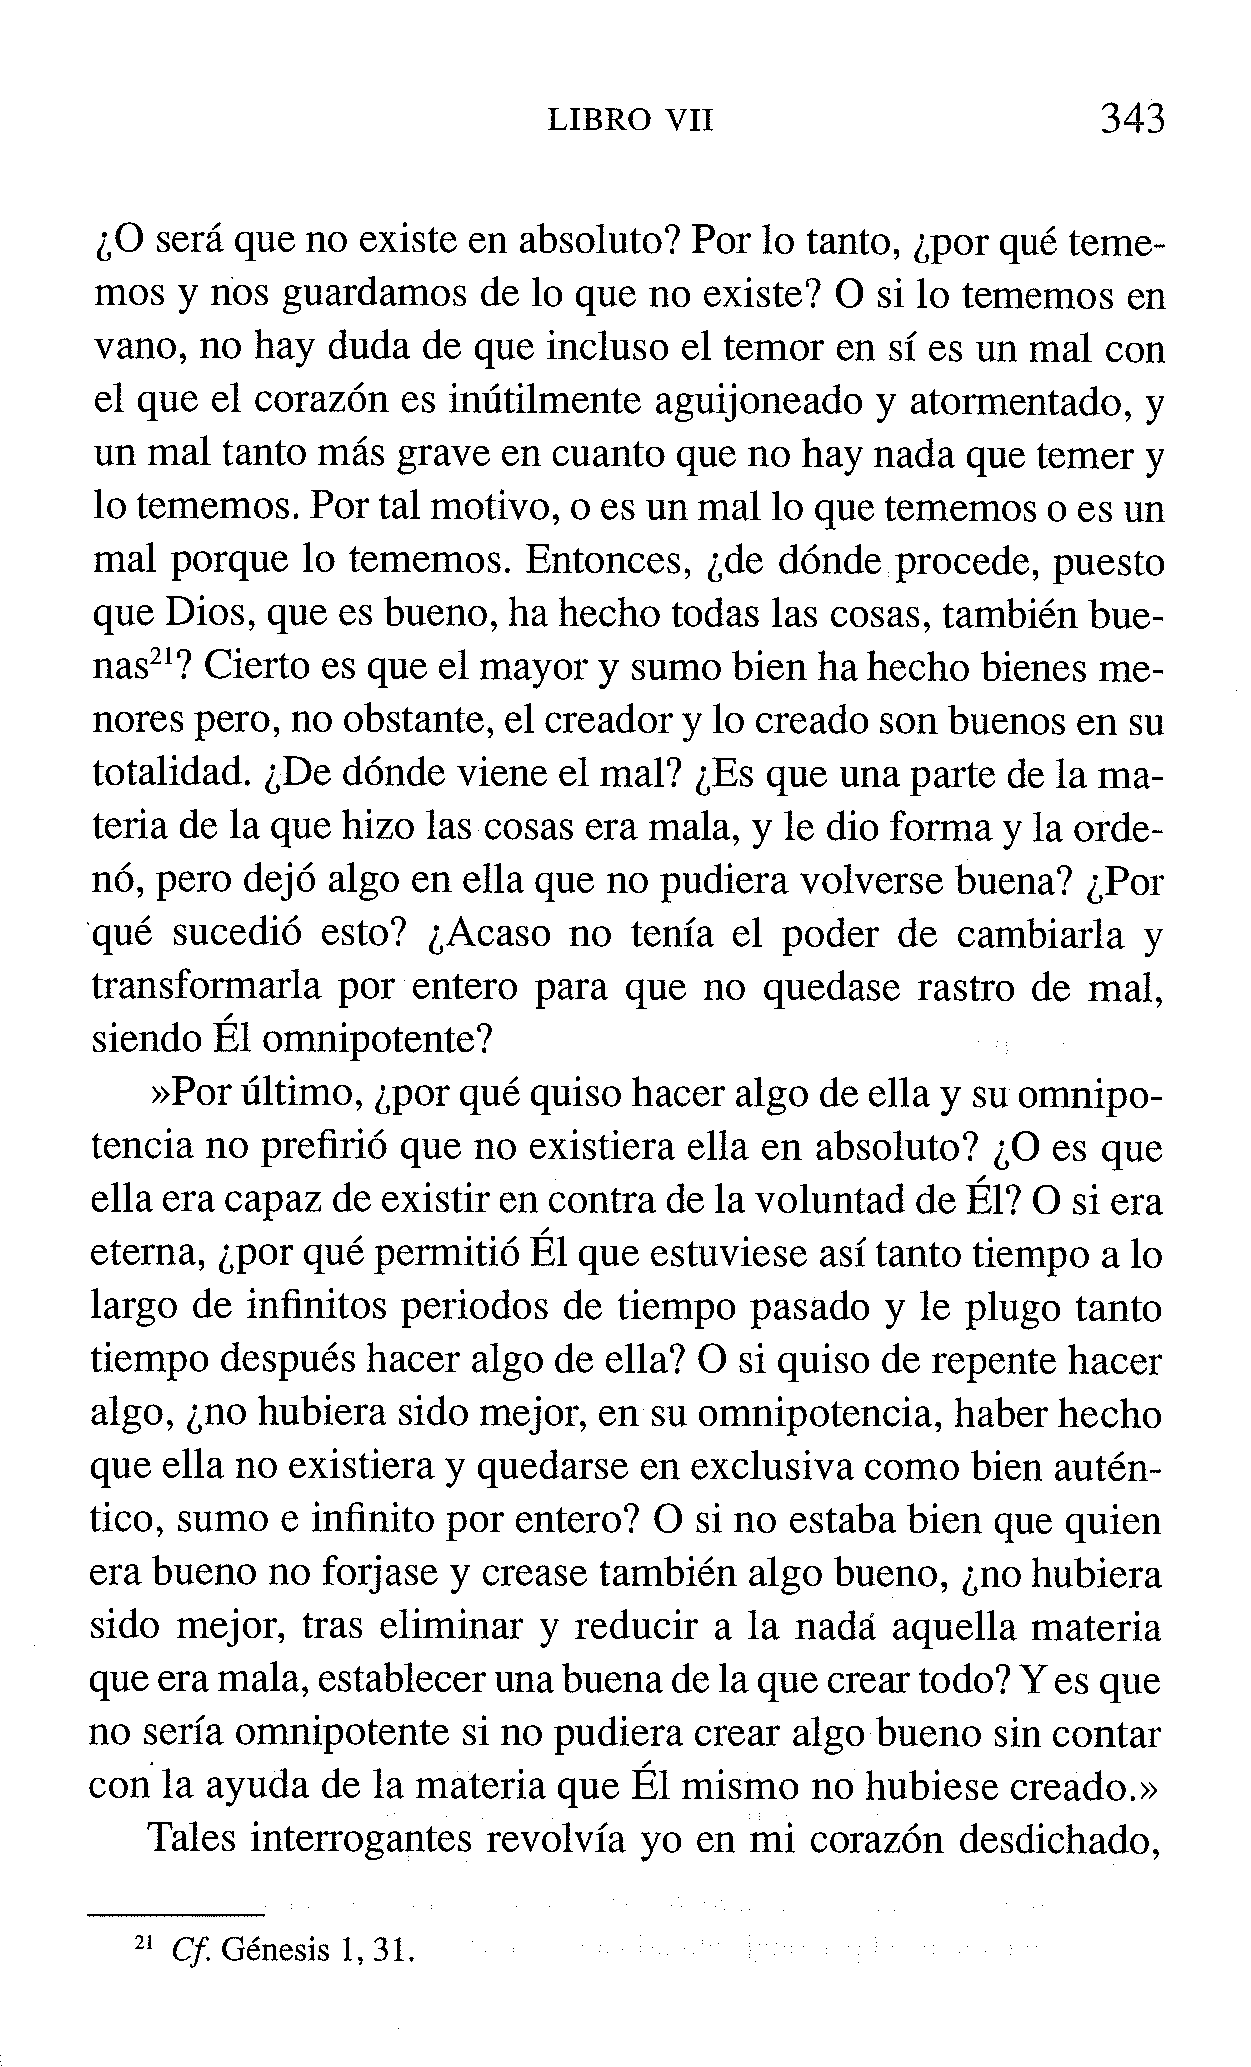 LIBRO VII 343
¿O será que no existe en absoluto? Por lo tanto, ¿por qué teme-
mos y nos guardamos de lo que no existe? O si lo tememos en
vano, no hay duda de que incluso el temor en sí es un mal con
el que el corazón es inútilmente aguijoneado y atormentado, y
un mal tanto más grave en cuanto que no hay nada que temer y
lo tememos. Por tal motivo, o es un mal lo que tememos o es un
mal porque lo tememos. Entonces, ¿de dónde procede, puesto
que Dios, que es bueno, ha hecho todas las cosas, también bue-
nas²¹? Cierto es que el mayor y sumo bien ha hecho bienes me-
nores pero, no obstante, el creador y lo creado son buenos en su
totalidad. ¿De dónde viene el mal? ¿Es que una parte de la ma-
teria de la que hizo las cosas era mala, y le dio forma y la orde-
nó, pero dejó algo en ella que no pudiera volverse buena? ¿Por
qué sucedió esto? ¿Acaso no tenía el poder de cambiarla y
transformarla por entero para que no quedase rastro de mal,
siendo Él omnipotente?
»Por último, ¿por qué quiso hacer algo de ella y su omnipo-
tencia no prefirió que no existiera ella en absoluto? ¿O es que
ella era capaz de existir en contra de la voluntad de Él? O si era
eterna, ¿por qué permitió Él que estuviese así tanto tiempo a lo
largo de infinitos periodos de tiempo pasado y le plugo tanto
tiempo después hacer algo de ella? O si quiso de repente hacer
algo, ¿no hubiera sido mejor, en su omnipotencia, haber hecho
que ella no existiera y quedarse en exclusiva como bien autén-
tico, sumo e infinito por entero? O si no estaba bien que quien
era bueno no forjase y crease también algo bueno, ¿no hubiera
sido mejor, tras eliminar y reducir a la nada aquella materia
que era mala, establecer una buena de la que crear todo? Y es que
no sería omnipotente si no pudiera crear algo bueno sin contar
con la ayuda de la materia que Él mismo no hubiese creado.»
Tales interrogantes revolvía yo en mi corazón desdichado,
²¹ Cf. Génesis 1, 31.